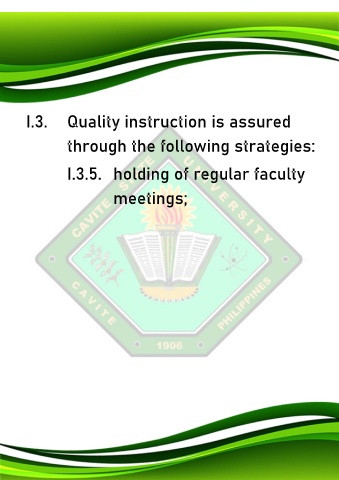 I.3. Quality instruction is assured
through the following strategies:
I.3.5. holding of regular faculty
meetings;
CAVITE STATE UNIVERSITY
CAVITE
PHILIPPINES
1906